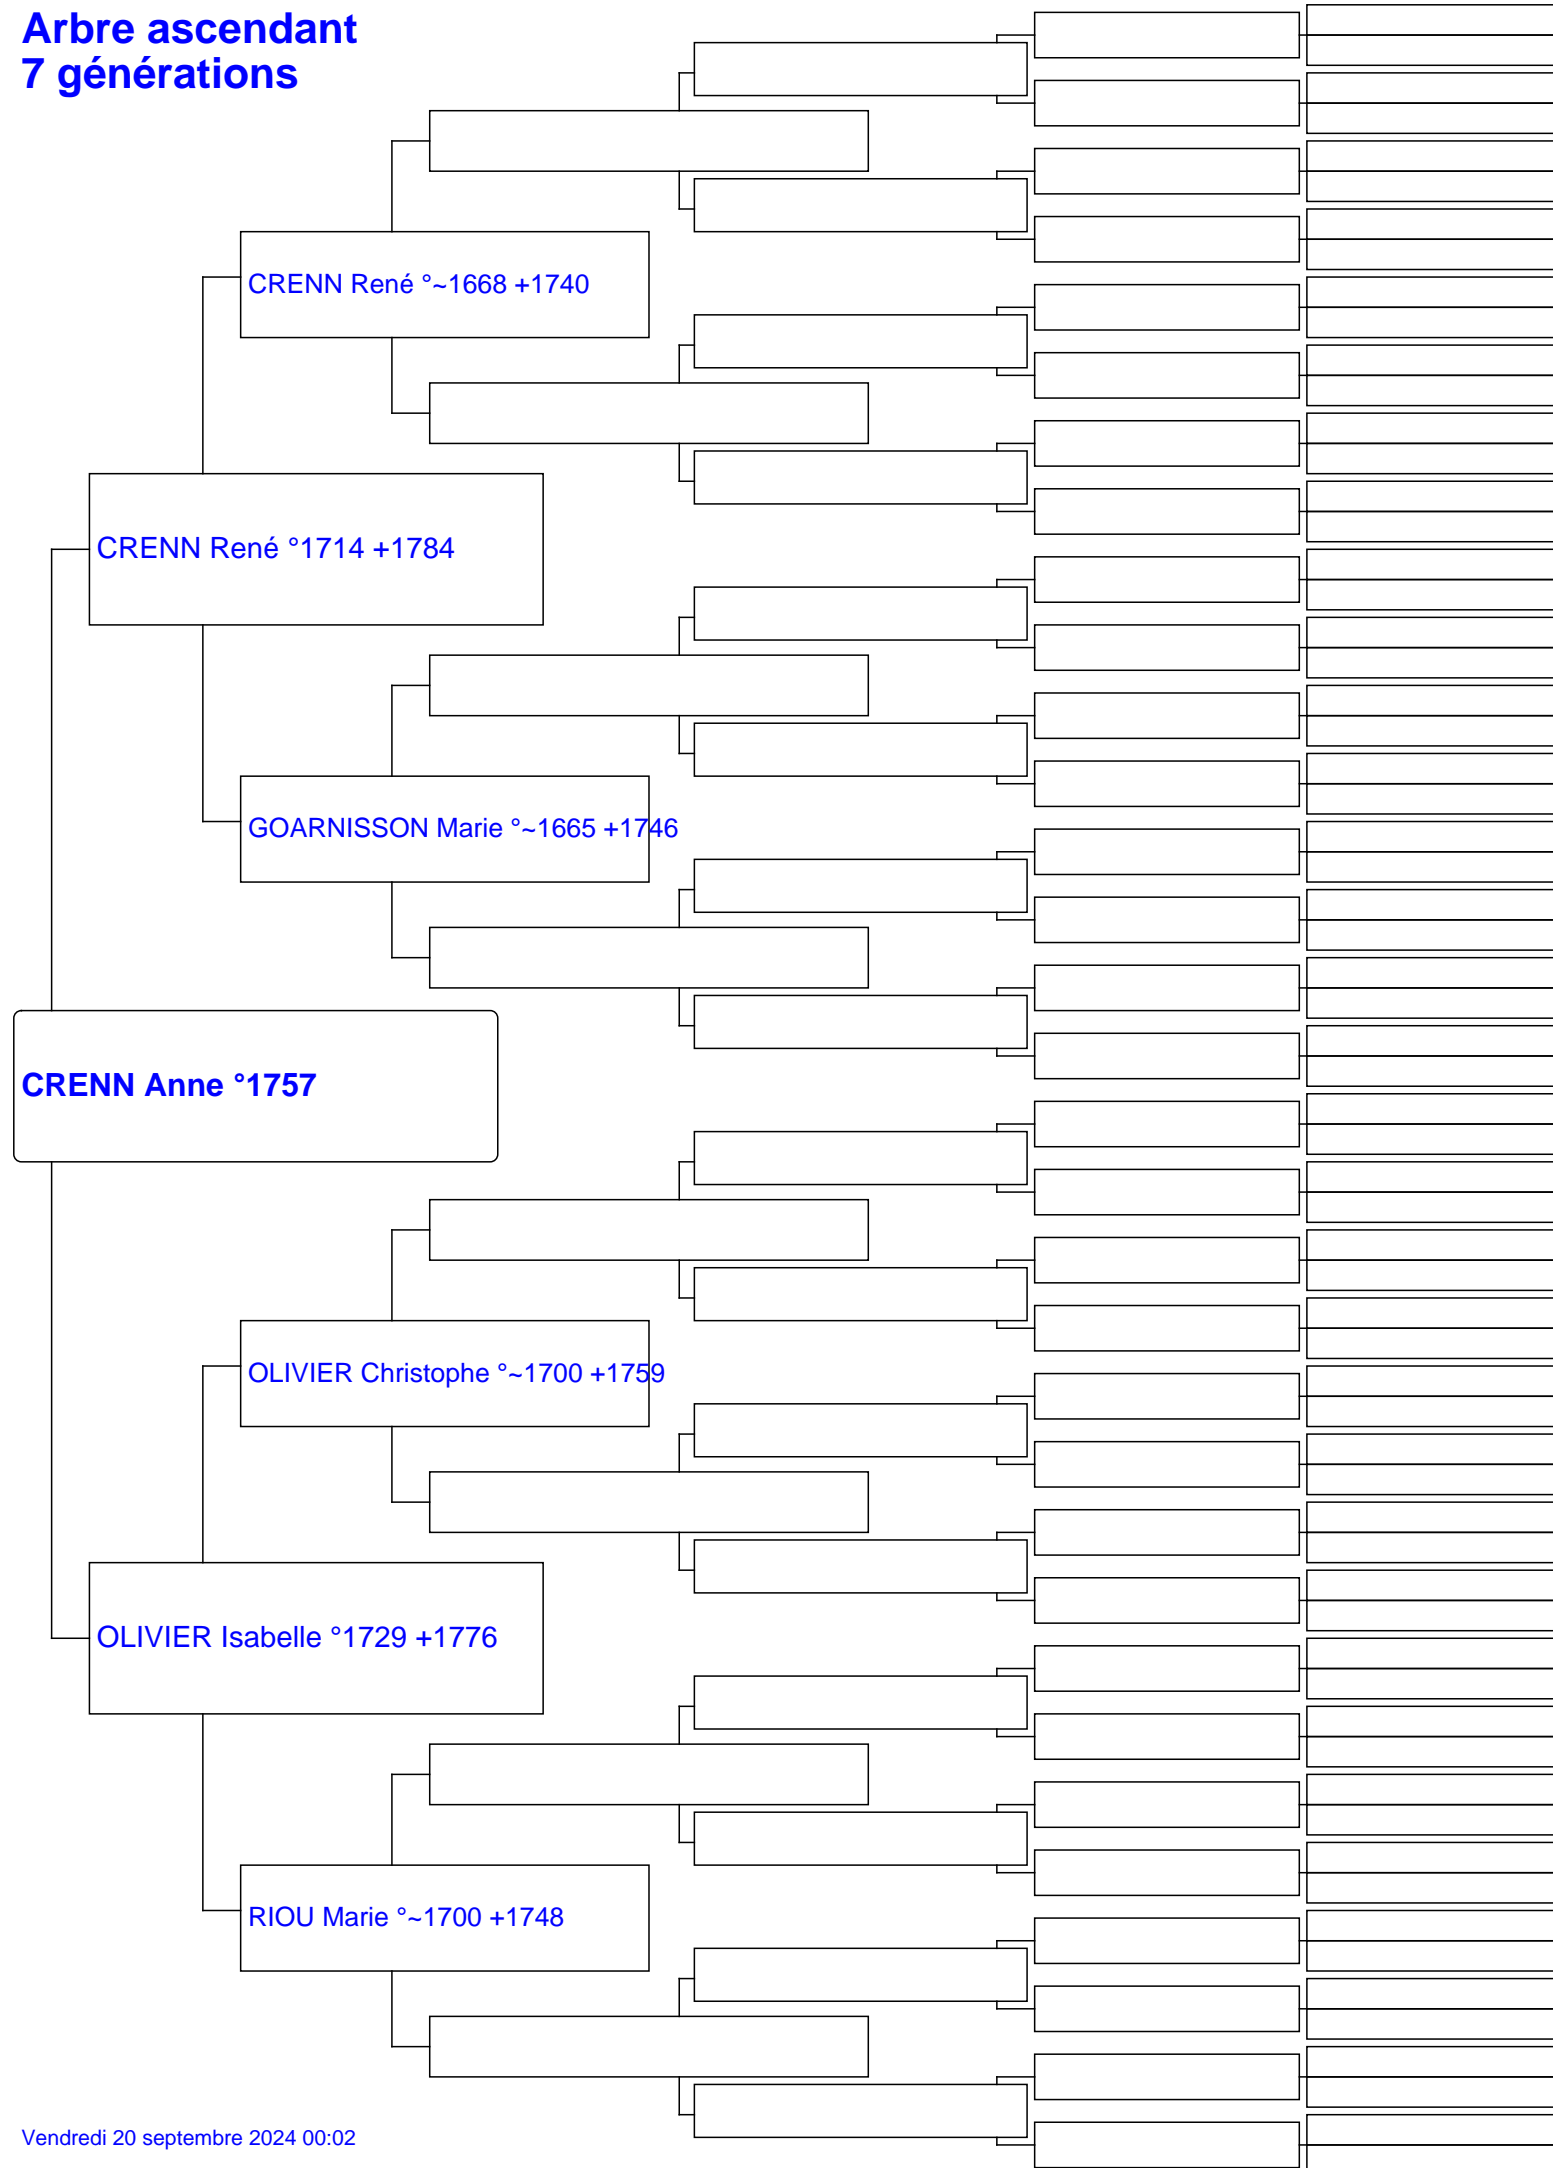 Arbre ascendant
7 générations
CRENN René °~1668 +1740
CRENN René °1714 +1784
GOARNISSON Marie °~1665 +1746
CRENN Anne °1757
OLIVIER Christophe °~1700 +1759
OLIVIER Isabelle °1729 +1776
RIOU Marie °~1700 +1748
Vendredi 20 septembre 2024 00:02